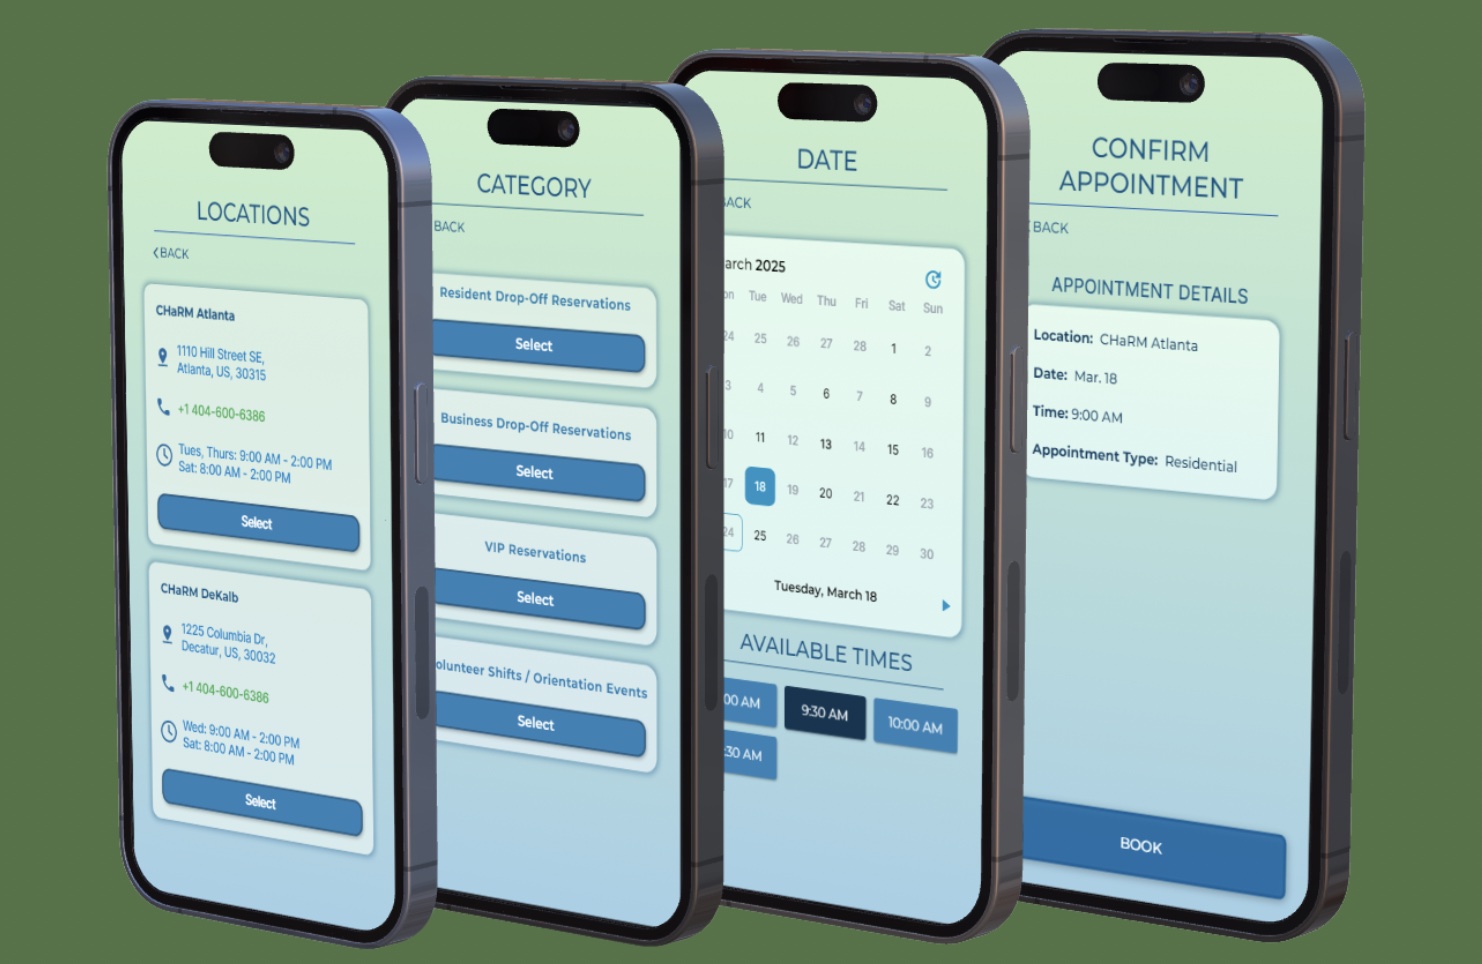 LOCATIONS
BACK
CHaRM Atlanta
1110 Hill Street SE,
Atlanta, US, 30315
+1 404-600-6386
Tues, Thurs: 9:00 AM - 2:00 PM
Sat: 8:00 AM - 2:00 PM
Select
CHaRM DeKalb
1225 Columbia Dr,
Decatur, US, 30032
+1 404-600-6386
Wed: 9:00 AM - 2:00 PM
Sat: 8:00 AM - 2:00 PM
Select
CATEGORY
BACK
Resident Drop-Off Reservations
Select
Business Drop-Off Reservations
Select
VIP Reservations
Select
olunteer Shifts / Orientation Events
Select
DATE
ACK
arch 2025
on Tue Wed Thu Fri Sat Sun
24 25 26 27 28 1 2
3 4 5 6 7 8 9
10 11 12 13 14 15 16
17 18 19 20 21 22 23
24 25 26 27 28 29 30
Tuesday, March 18
AVAILABLE TIMES
00 AM 9:30 AM 10:00 AM
:30 AM
CONFIRM
APPOINTMENT
BACK
APPOINTMENT DETAILS
Location: CHaRM Atlanta
Date: Mar. 18
Time: 9:00 AM
Appointment Type: Residential
BOOK